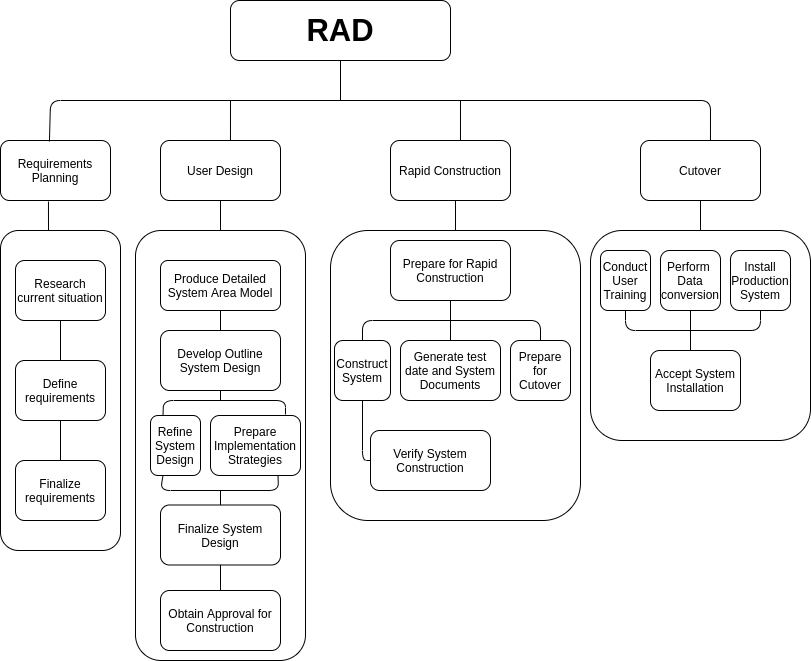 RAD
Requirements
Planning
User Design
Rapid Construction
Cutover
Research
current situation
Define
requirements
Finalize
requirements
Produce Detailed
System Area Model
Develop Outline
System Design
Refine
System
Design
Prepare
Implementation
Strategies
Finalize System
Design
Obtain Approval for
Construction
Prepare for Rapid
Construction
Construct
System
Generate test
date and System
Documents
Prepare
for
Cutover
Verify System
Construction
Conduct
User
Training
Perform
Data
conversion
Install
Production
System
Accept System
Installation